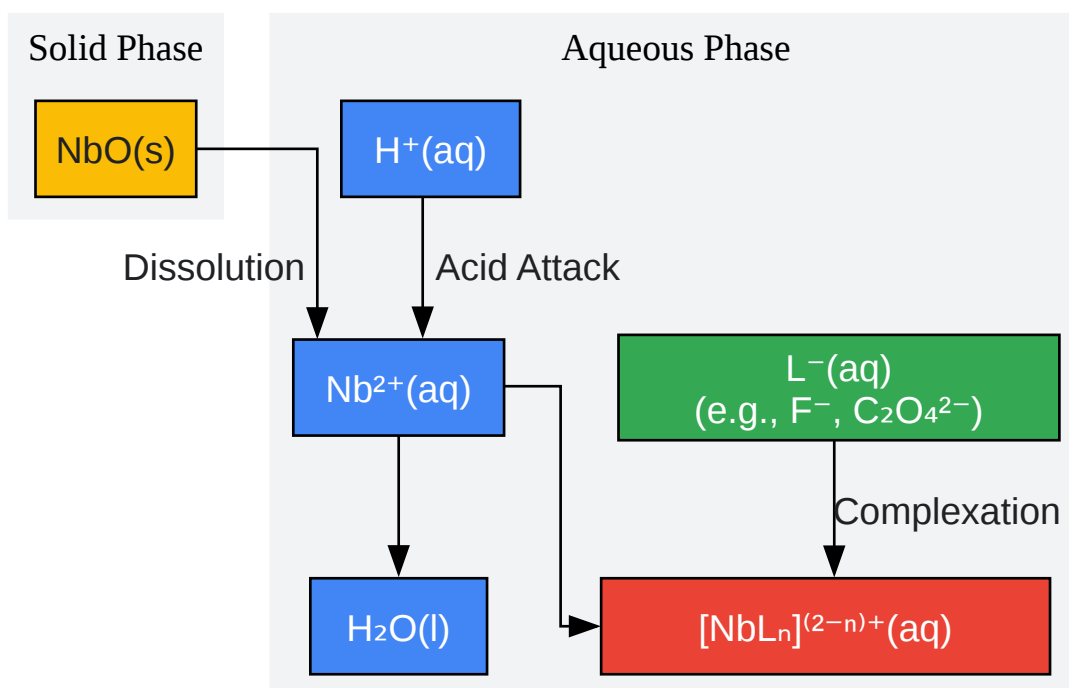 Solid Phase
Aqueous Phase
NbO(s)
H⁺(aq)
Dissolution
Acid Attack
Nb²⁺(aq)
L⁻(aq)
(e.g., F⁻, C₂O₄²⁻)
Complexation
H₂O(l)
[NbLₙ]⁽²⁻ⁿ⁾⁺(aq)